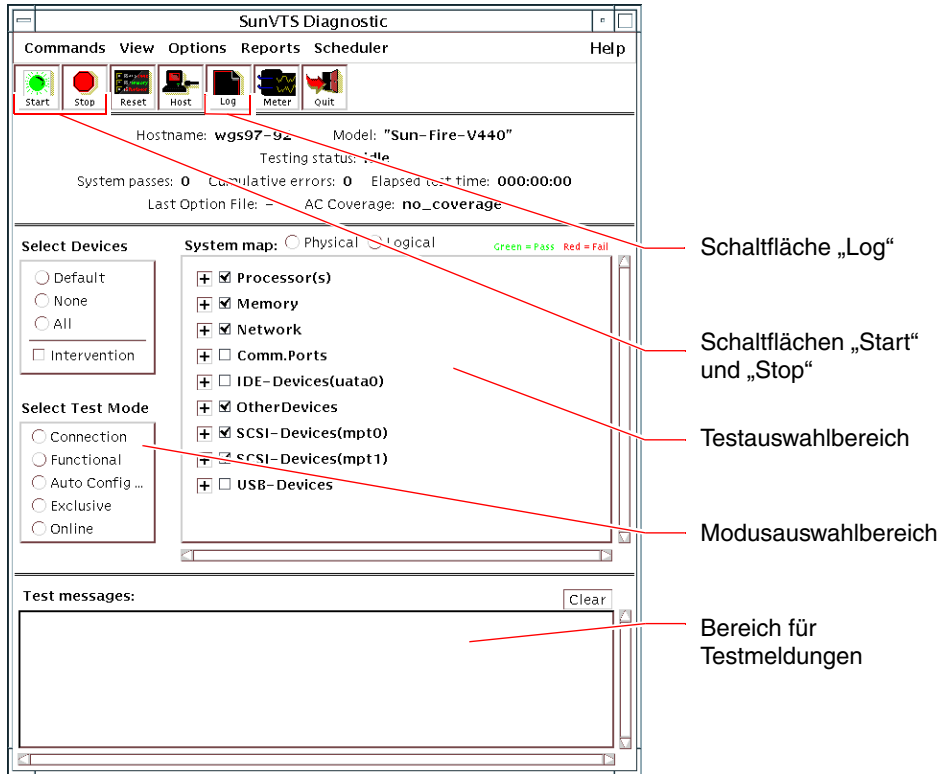 SunVTS Diagnostic
Commands View Options Reports Scheduler Help
Start Stop Reset Host Log Meter Quit
Hostname: wgs97-92 Model: "Sun-Fire-V440"
Testing status: idle
System passes: 0 Cumulative errors: 0 Elapsed test time: 000:00:00
Last Option File: - AC Coverage: no_coverage
Select Devices
Default
None
All
Intervention
Select Test Mode
Connection
Functional
Auto Config ...
Exclusive
Online
System map: Physical Logical Green = Pass Red = Fail
Processor(s)
Memory
Network
Comm.Ports
IDE-Devices(uata0)
OtherDevices
SCSI-Devices(mpt0)
SCSI-Devices(mpt1)
USB-Devices
Test messages: Clear
Schaltfläche „Log“
Schaltflächen „Start“
und „Stop“
Testauswahlbereich
Modusauswahlbereich
Bereich für
Testmeldungen